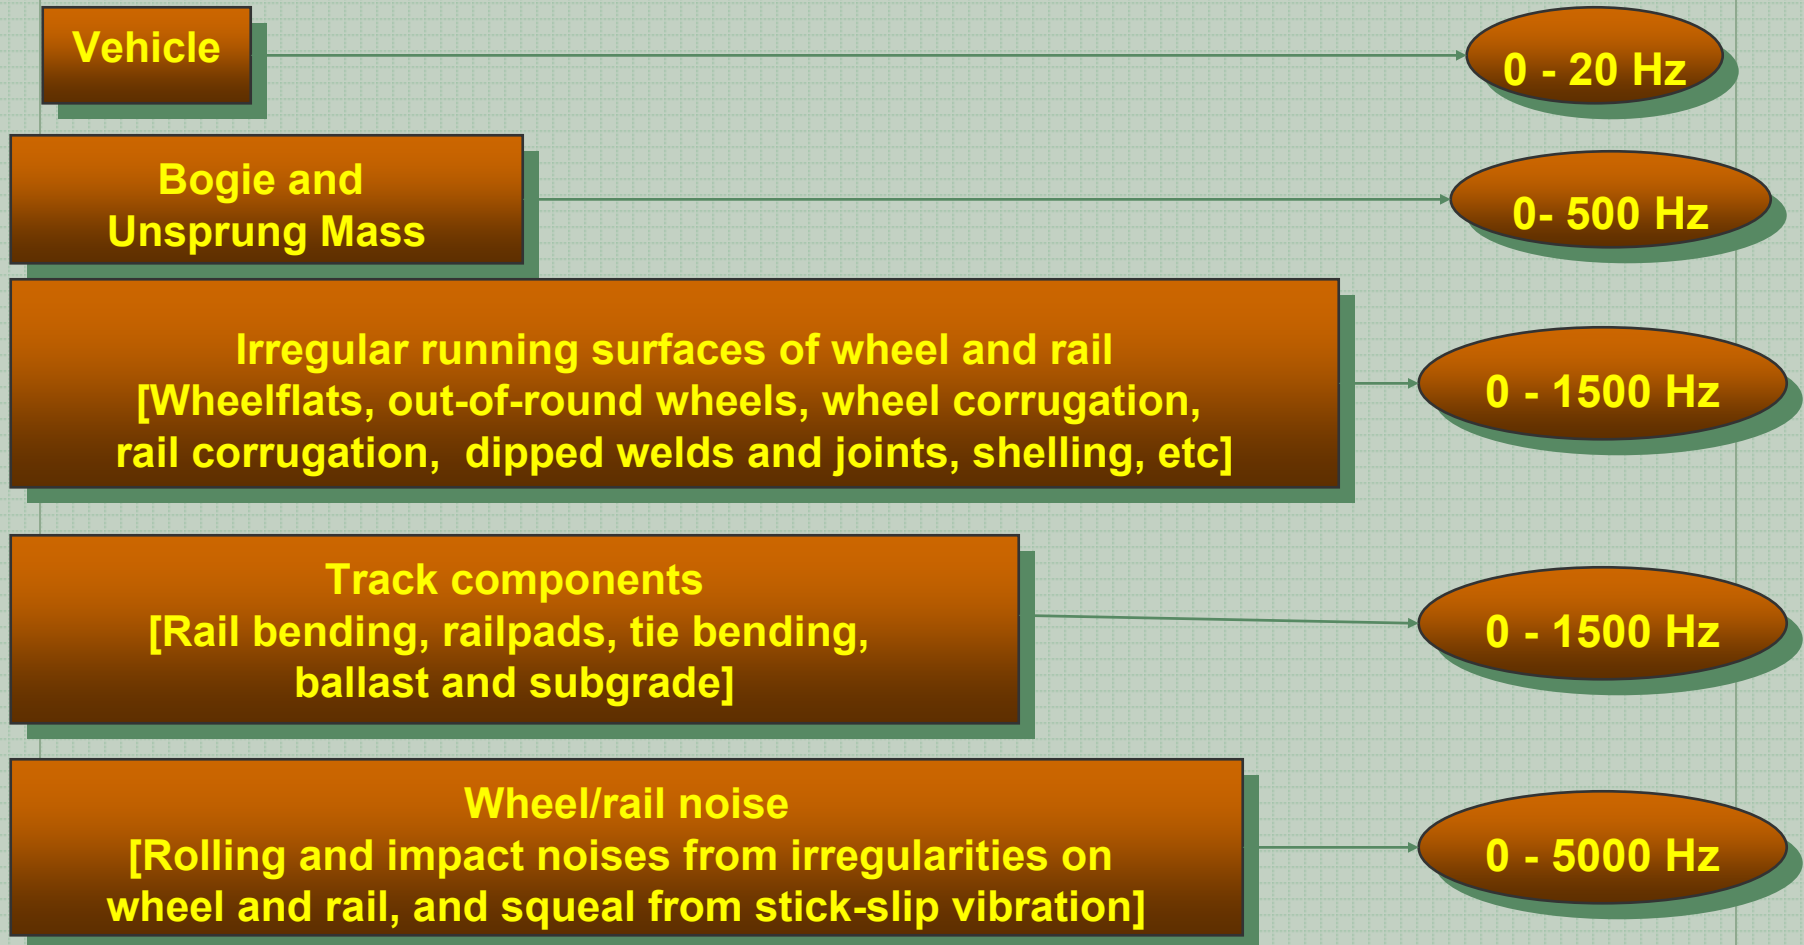 Vehicle
0 - 20 Hz
Bogie and
Unsprung Mass
0- 500 Hz
Irregular running surfaces of wheel and rail
[Wheelflats, out-of-round wheels, wheel corrugation,
rail corrugation,  dipped welds and joints, shelling, etc]
0 - 1500 Hz
Track components
[Rail bending, railpads, tie bending,
ballast and subgrade]
0 - 1500 Hz
Wheel/rail noise
[Rolling and impact noises from irregularities on
wheel and rail, and squeal from stick-slip vibration]
0 - 5000 Hz